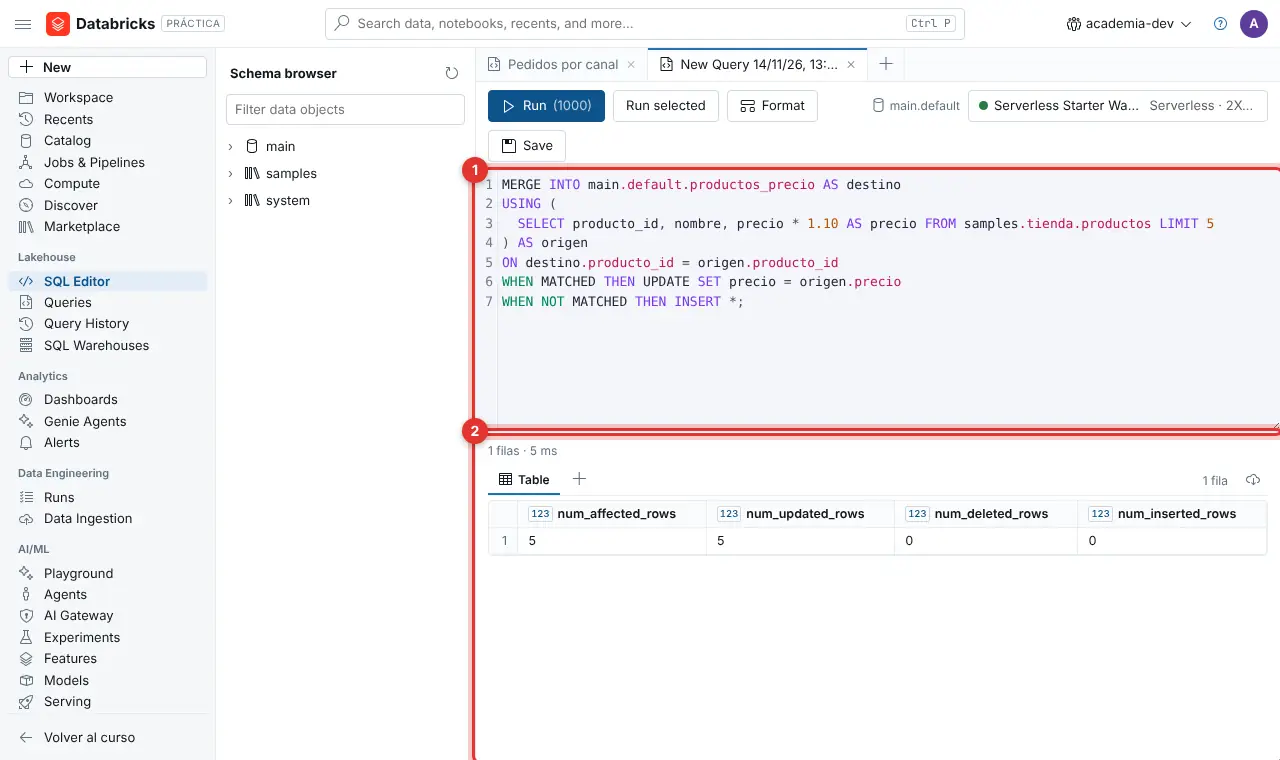 Databricks PRÁCTICA
Search data, notebooks, recents, and more... Ctrl P
academia-dev
? A
New
Workspace
Recents
Catalog
Jobs & Pipelines
Compute
Discover
Marketplace
Lakehouse
SQL Editor
Queries
Query History
SQL Warehouses
Analytics
Dashboards
Genie Agents
Alerts
Data Engineering
Runs
Data Ingestion
AI/ML
Playground
Agents
AI Gateway
Experiments
Features
Models
Serving
Volver al curso
Schema browser
Filter data objects
main
samples
system
Pedidos por canal ×
New Query 14/11/26, 13:... ×
Run (1000)
Run selected
Format
main.default
Serverless Starter Wa... Serverless · 2X...
Save
1
1 MERGE INTO main.default.productos_precio AS destino
2 USING (
3 SELECT producto_id, nombre, precio * 1.10 AS precio FROM samples.tienda.productos LIMIT 5
4 ) AS origen
5 ON destino.producto_id = origen.producto_id
6 WHEN MATCHED THEN UPDATE SET precio = origen.precio
7 WHEN NOT MATCHED THEN INSERT *;
2
1 filas · 5 ms
Table
1 fila
123 num_affected_rows 123 num_updated_rows 123 num_deleted_rows 123 num_inserted_rows
1 5 5 0 0